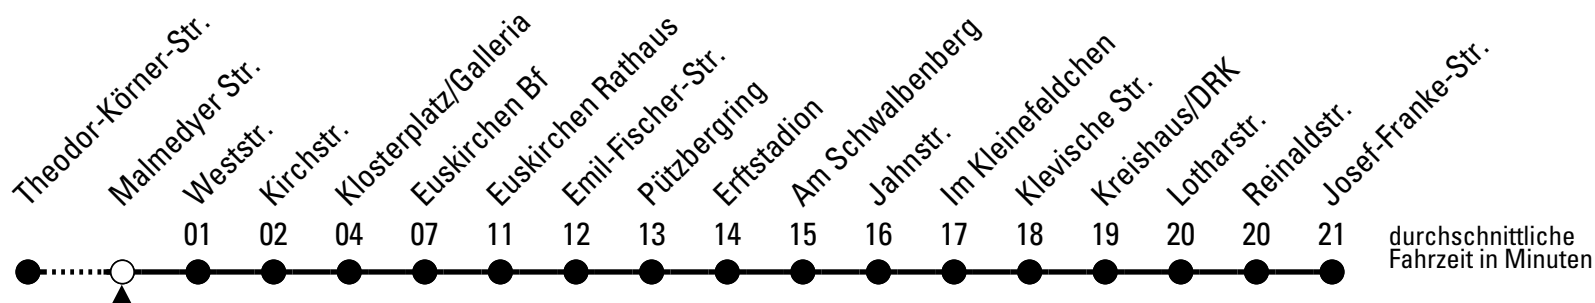 Theodor-Körner-Str.
Malmedyer Str.
Weststr.
Kirchstr.
Klosterplatz/Galleria
Euskirchen Bf
Euskirchen Rathaus
Emil-Fischer-Str.
Pützbergring
Erftstadion
Am Schwalbenberg
Jahnstr.
Im Kleinefeldchen
Klevische Str.
Kreishaus/DRK
Lotharstr.
Reinaldstr.
Josef-Franke-Str.
01 02 04 07 11 12 13 14 15 16 17 18 19 20 20 21
durchschnittliche
Fahrzeit in Minuten